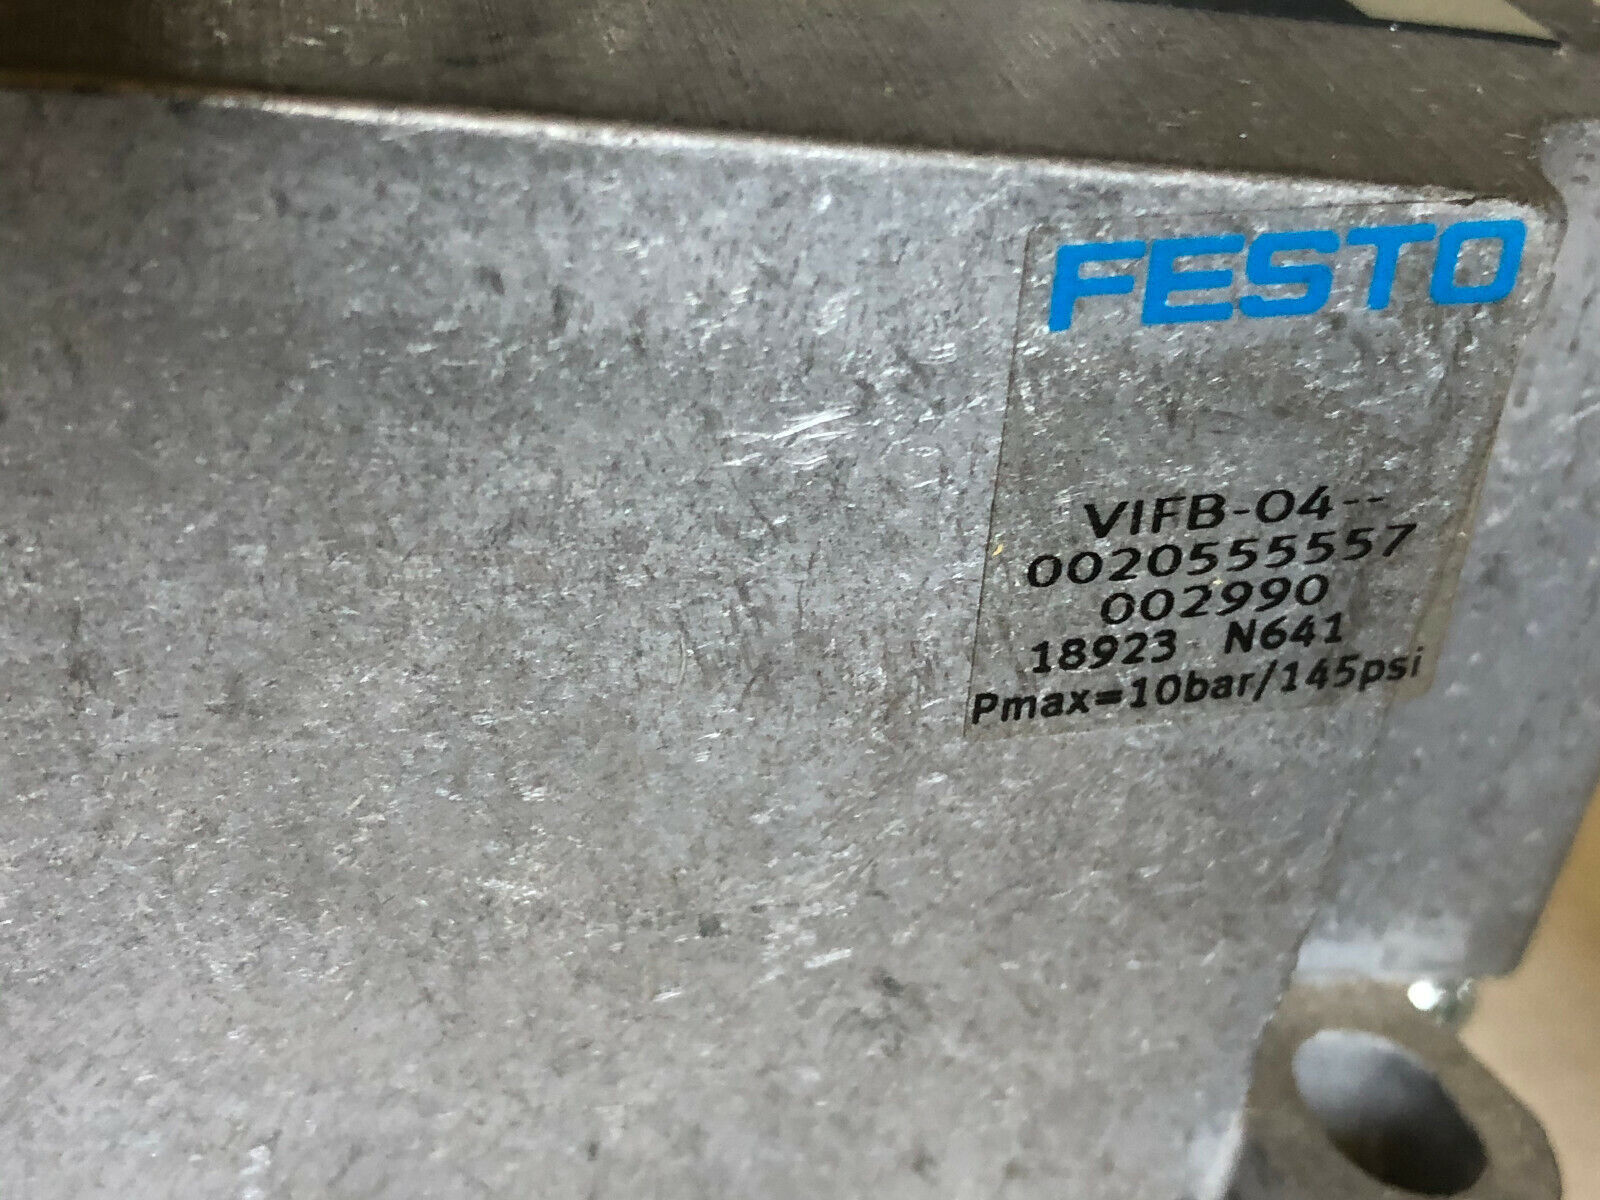 FESTO
VIFB-04--
0020555557
002990
18923 N641
Pmax=10bar/145psi